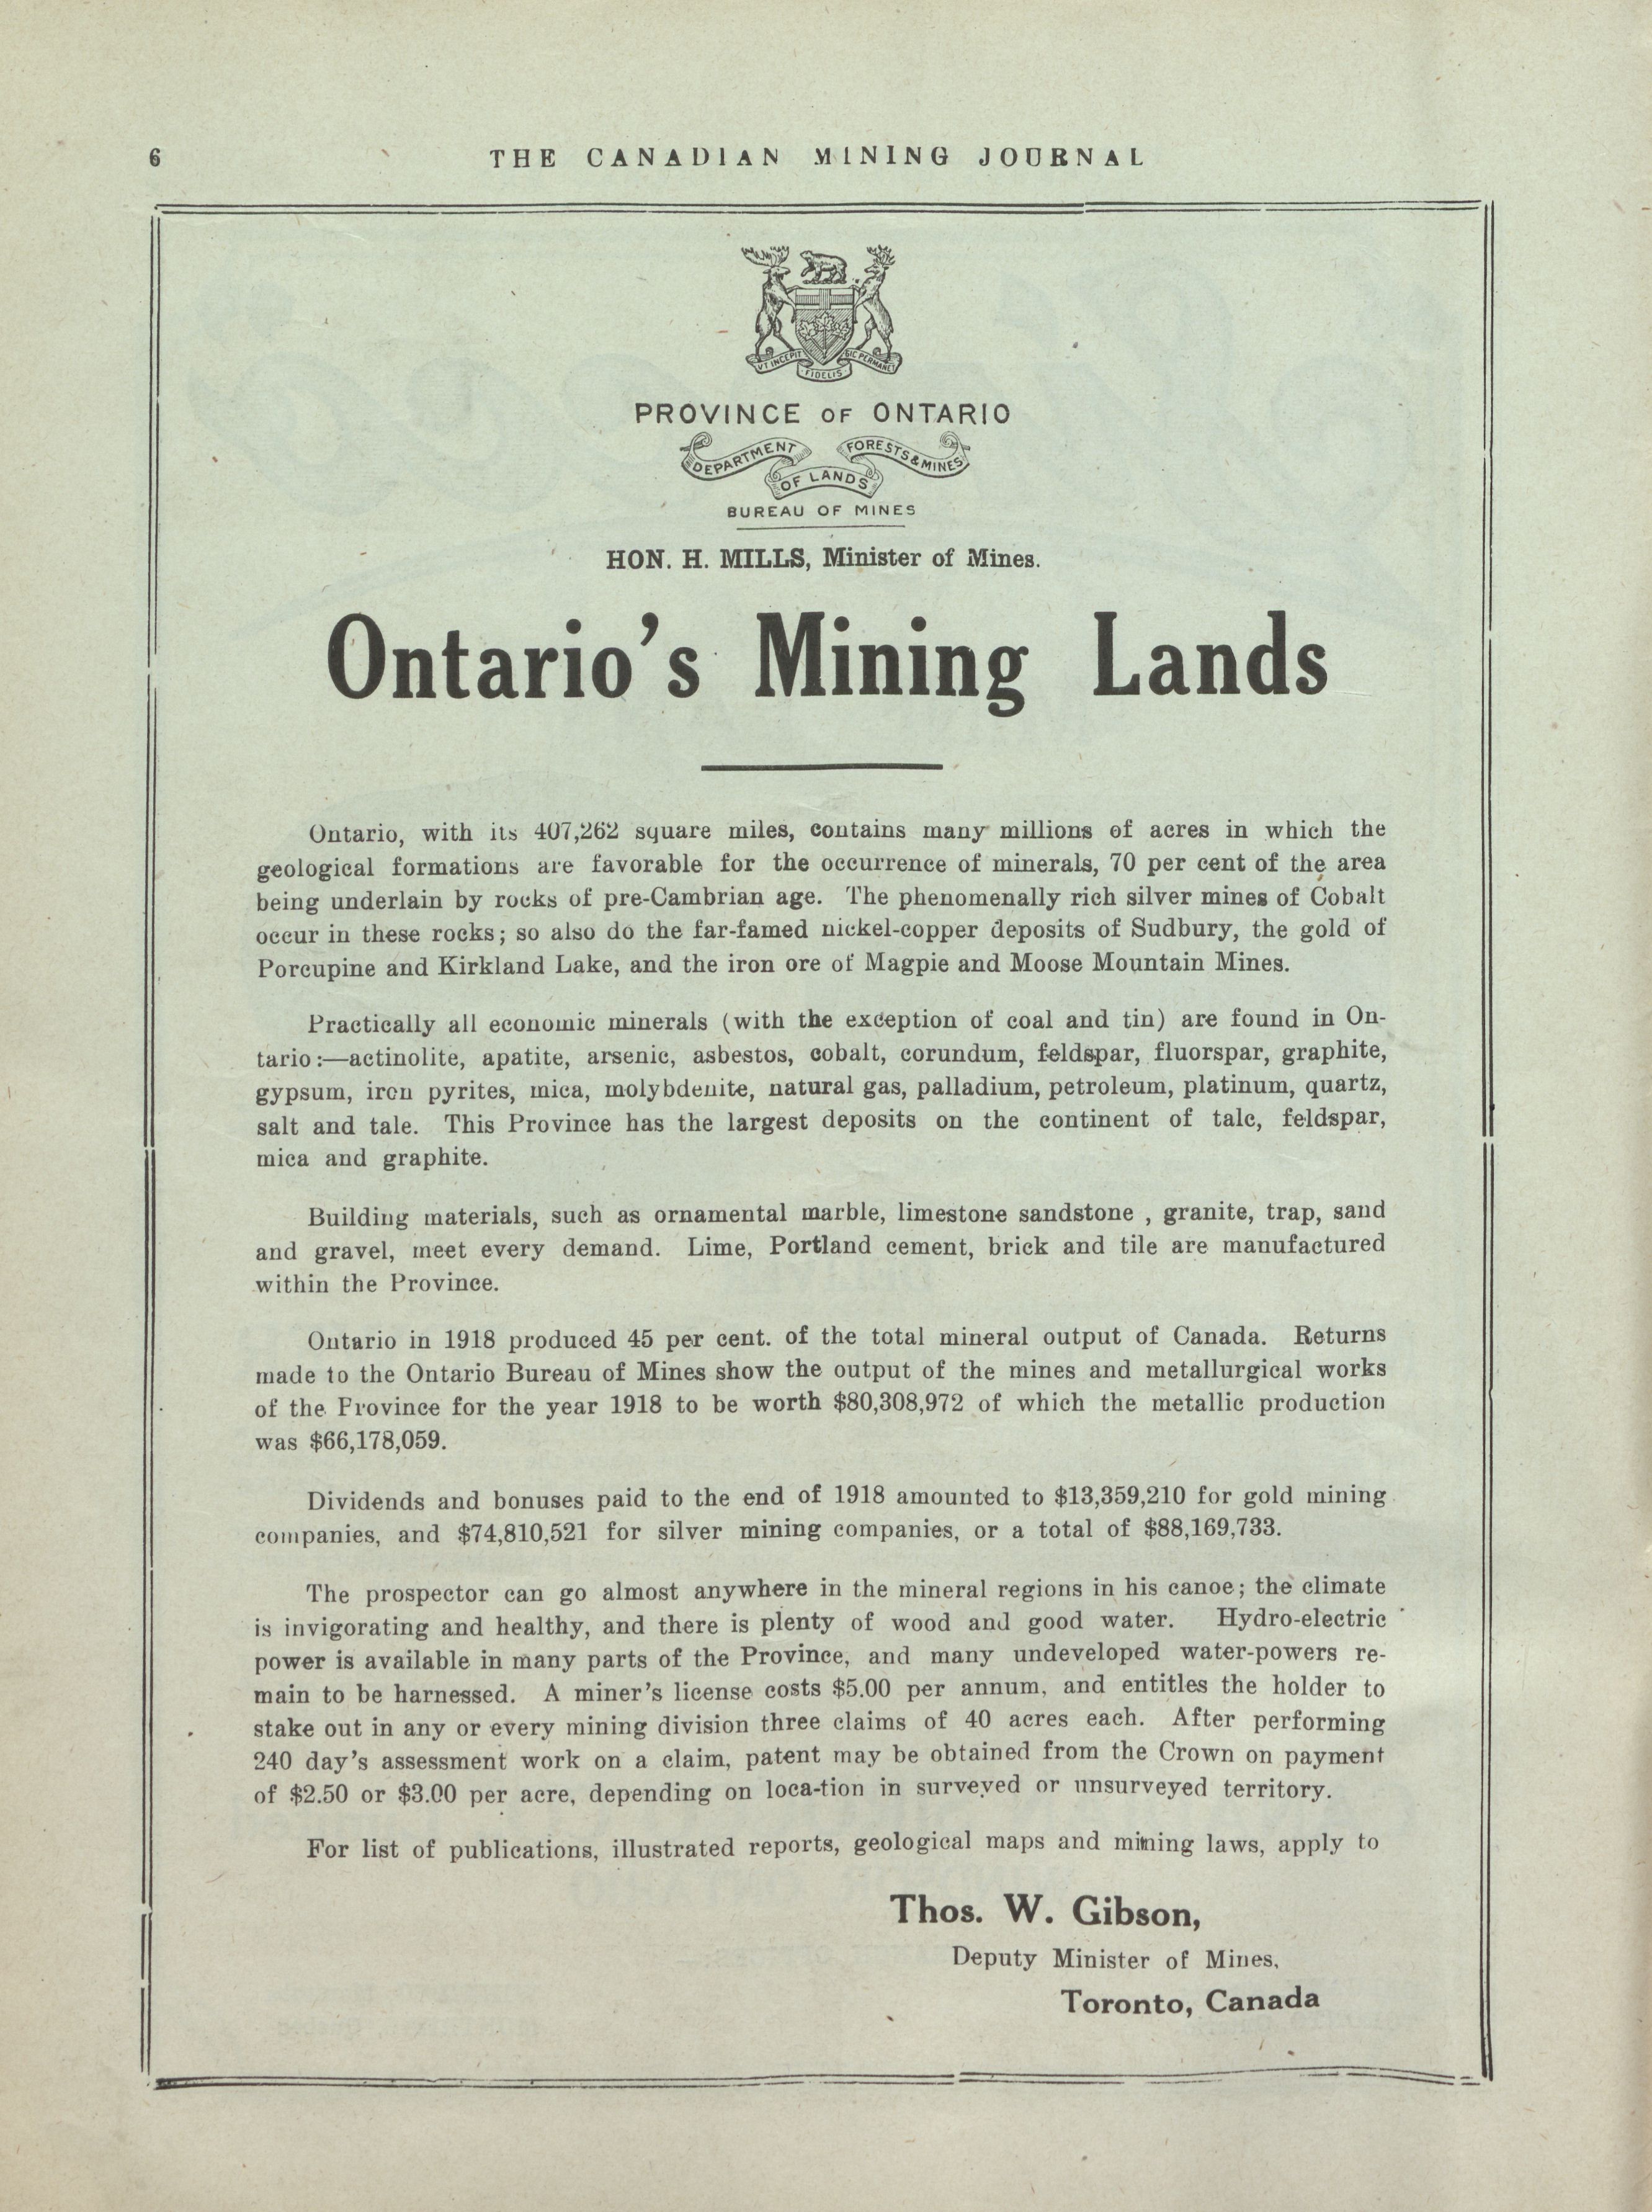 6 THE CANADIAN MINING JOURNAL
VT INCEPIT FIDELIS SIC PERMANET
PROVINCE OF ONTARIO
DEPARTMENT OF LANDS FORESTS & MINES
BUREAU OF MINES
HON. H. MILLS, Minister of Mines.
Ontario's Mining Lands
Ontario, with its 407,262 square miles, contains many millions of acres in which the
geological formations are favorable for the occurrence of minerals, 70 per cent of the area
being underlain by rocks of pre-Cambrian age. The phenomenally rich silver mines of Cobalt
occur in these rocks; so also do the far-famed nickel-copper deposits of Sudbury, the gold of
Porcupine and Kirkland Lake, and the iron ore of Magpie and Moose Mountain Mines.
Practically all economic minerals (with the exception of coal and tin) are found in On-
tario:—actinolite, apatite, arsenic, asbestos, cobalt, corundum, feldspar, fluorspar, graphite,
gypsum, iron pyrites, mica, molybdenite, natural gas, palladium, petroleum, platinum, quartz,
salt and tale. This Province has the largest deposits on the continent of talc, feldspar,
mica and graphite.
Building materials, such as ornamental marble, limestone sandstone , granite, trap, sand
and gravel, meet every demand. Lime, Portland cement, brick and tile are manufactured
within the Province.
Ontario in 1918 produced 45 per cent. of the total mineral output of Canada. Returns
made to the Ontario Bureau of Mines show the output of the mines and metallurgical works
of the Province for the year 1918 to be worth $80,308,972 of which the metallic production
was $66,178,059.
Dividends and bonuses paid to the end of 1918 amounted to $13,359,210 for gold mining
companies, and $74,810,521 for silver mining companies, or a total of $88,169,733.
The prospector can go almost anywhere in the mineral regions in his canoe; the climate
is invigorating and healthy, and there is plenty of wood and good water. Hydro-electric
power is available in many parts of the Province, and many undeveloped water-powers re-
main to be harnessed. A miner's license costs $5.00 per annum, and entitles the holder to
stake out in any or every mining division three claims of 40 acres each. After performing
240 day's assessment work on a claim, patent may be obtained from the Crown on payment
of $2.50 or $3.00 per acre, depending on loca-tion in surveyed or unsurveyed territory.
For list of publications, illustrated reports, geological maps and mining laws, apply to
Thos. W. Gibson,
Deputy Minister of Mines,
Toronto, Canada